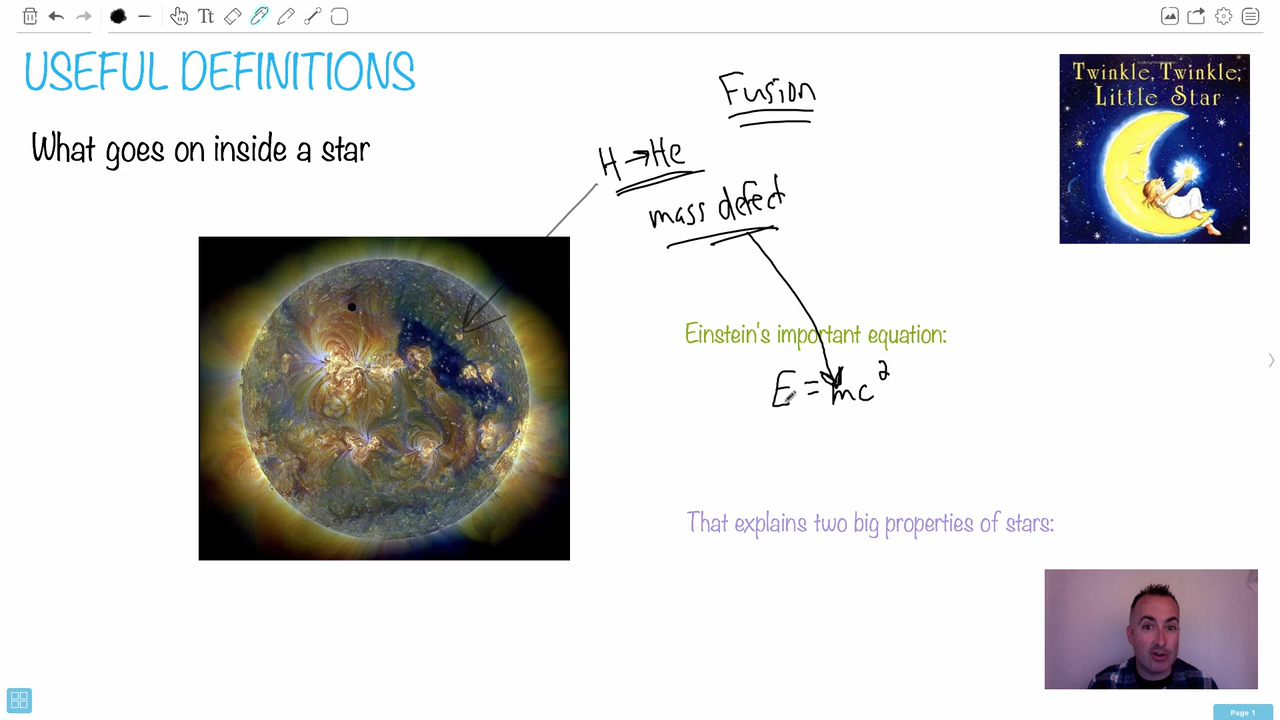 USEFUL DEFINITIONS
What goes on inside a star
Fusion
H → He
mass defect
Twinkle, Twinkle,
Little Star
Einstein's important equation:
E = mc²
That explains two big properties of stars:
Tt
Page 1